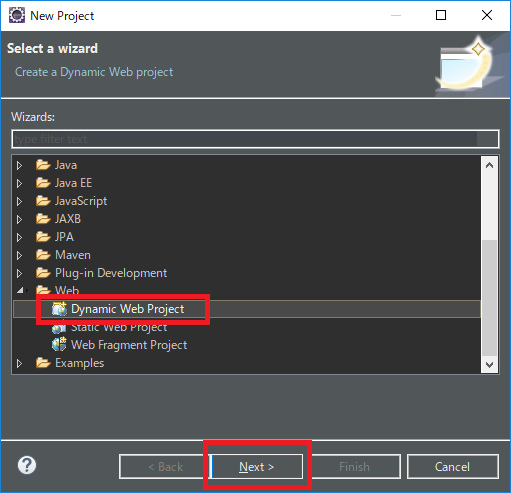 New Project
Select a wizard
Create a Dynamic Web project
Wizards:
type filter text
Java
Java EE
JavaScript
JAXB
JPA
Maven
Plug-in Development
Web
Dynamic Web Project
Static Web Project
Web Fragment Project
Examples
?
< Back
Next >
Finish
Cancel